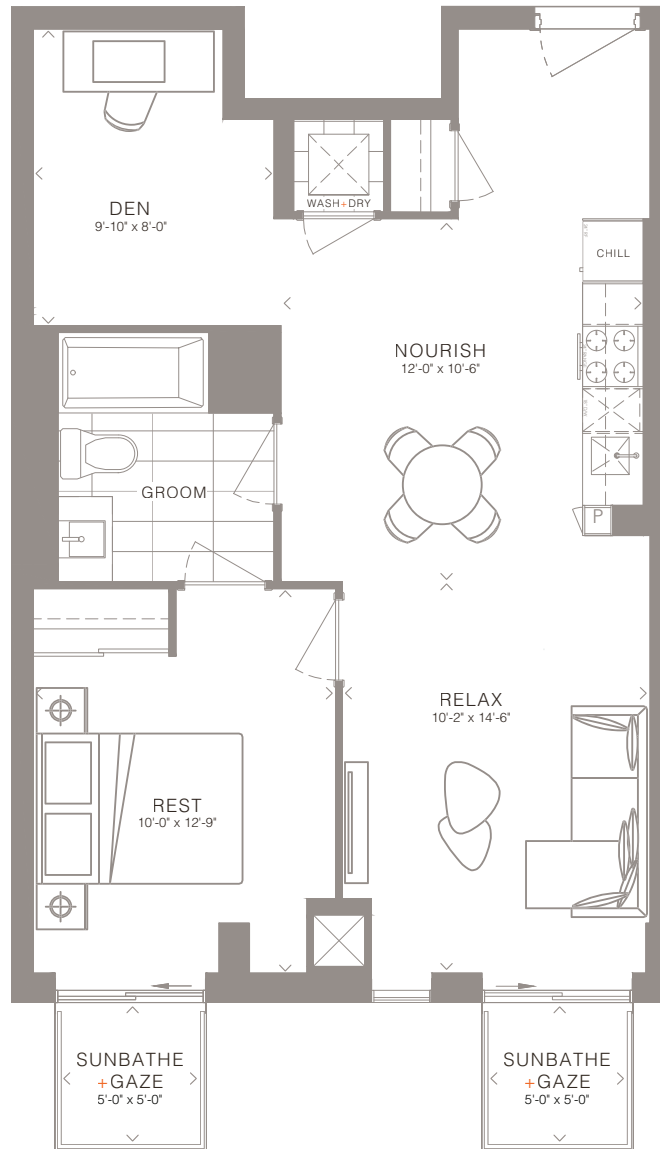 WASH+DRY
DEN
9'-10" x 8'-0"
CHILL
NOURISH
12'-0" x 10'-6"
GROOM
P
RELAX
10'-2" x 14'-6"
REST
10'-0" x 12'-9"
SUNBATHE
+GAZE
5'-0" x 5'-0"
SUNBATHE
+GAZE
5'-0" x 5'-0"